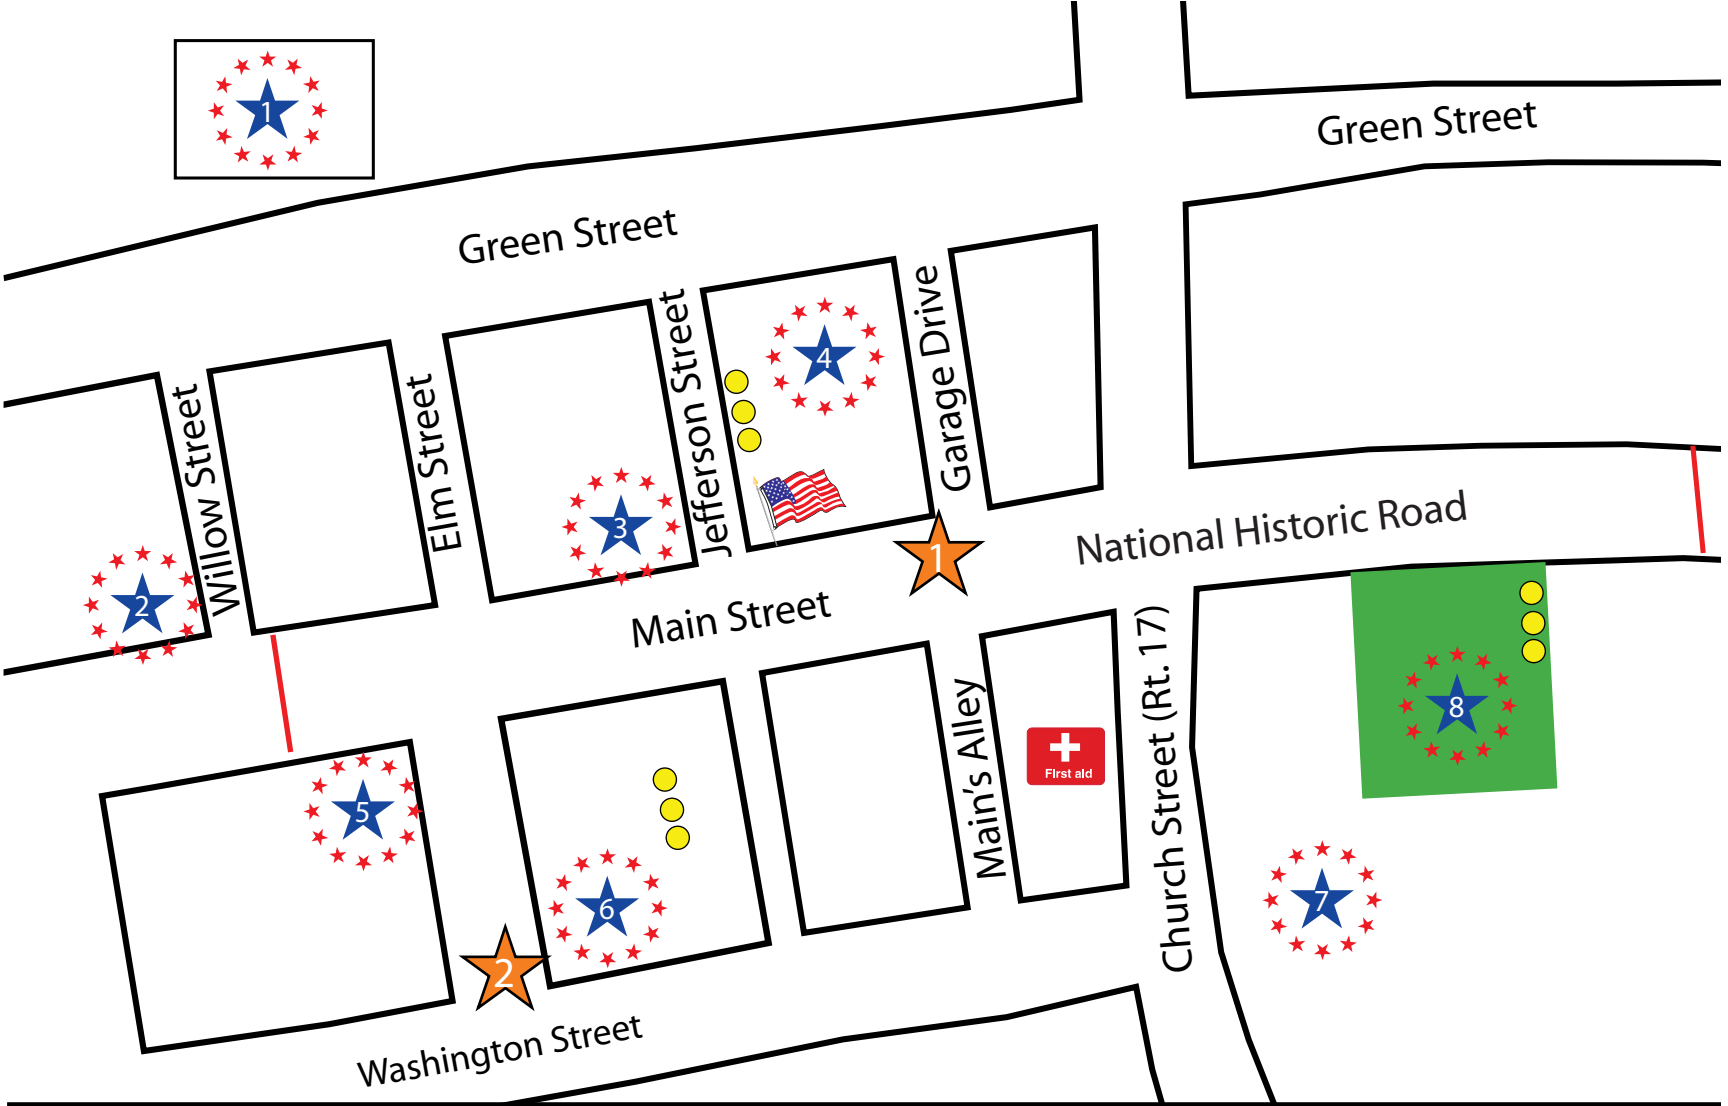 1
Green Street
Green Street
4
Garage Drive
Jefferson Street
Elm Street
Willow Street
3
2
1
National Historic Road
Main Street
Church Street (Rt. 17)
Main's Alley
First aid
8
5
6
7
2
Washington Street